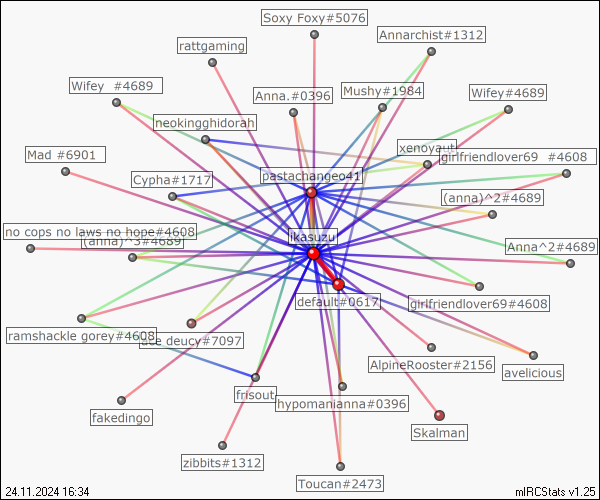 Soxy Foxy#5076
Annarchist#1312
rattgaming
Wifey #4689
Anna.#0396
Mushy#1984
Wifey#4689
neokingghidorah
xenoyaut
Mad #6901
girlfriendlover69 #4608
Cypha#1717
pastachangeo41
(anna)^2#4689
no cops no laws no hope#4608
(anna)^3#4689
ikasuzu
Anna^2#4689
default#0617
girlfriendlover69#4608
ramshackle gorey#4608
ace deucy#7097
AlpineRooster#2156
avelicious
frisout
hypomanianna#0396
fakedingo
Skalman
zibbits#1312
Toucan#2473
24.11.2024 16:34
mIRCStats v1.25